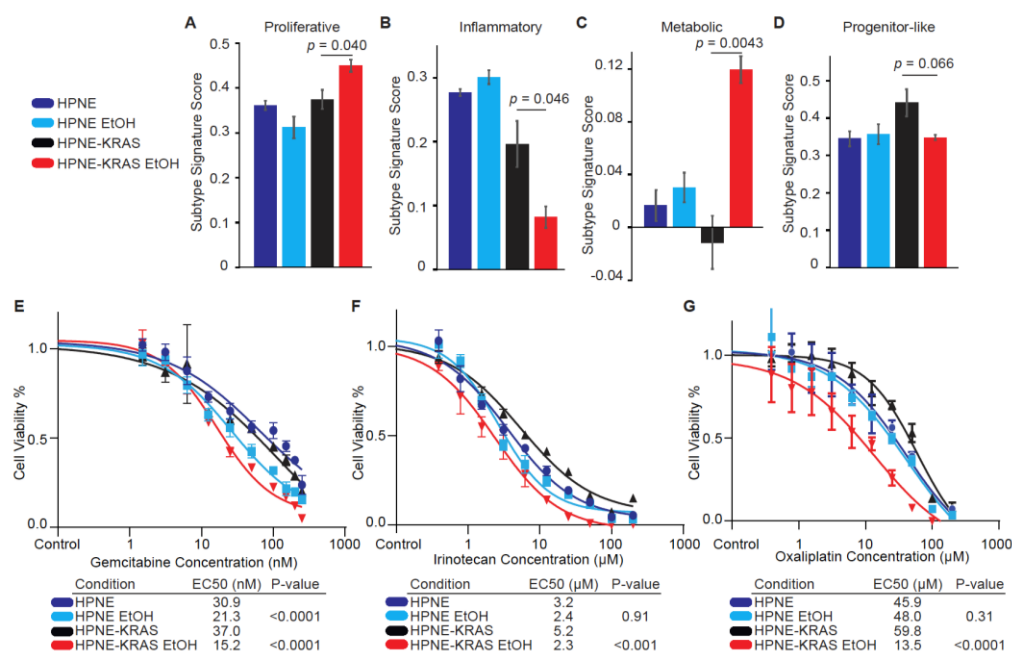 A Proliferative
p = 0.040
Subtype Signature Score
0.5
0.4
0.3
0.2
0.1
0
B Inflammatory
p = 0.046
Subtype Signature Score
0.3
0.2
0.1
0
C Metabolic
p = 0.0043
Subtype Signature Score
0.12
0.08
0.04
0
-0.04
D Progenitor-like
p = 0.066
Subtype Signature Score
0.5
0.4
0.3
0.2
0.1
0
HPNE
HPNE EtOH
HPNE-KRAS
HPNE-KRAS EtOH
E
Cell Viability %
1.0
0.5
0.0
Control 1 10 100 1000
Gemcitabine Concentration (nM)
Condition EC50 (nM) P-value
HPNE 30.9
HPNE EtOH 21.3 <0.0001
HPNE-KRAS 37.0
HPNE-KRAS EtOH 15.2 <0.0001
F
Cell Viability %
1.0
0.5
0.0
Control 1 10 100 1000
Irinotecan Concentration (µM)
Condition EC50 (µM) P-value
HPNE 3.2
HPNE EtOH 2.4 0.91
HPNE-KRAS 5.2
HPNE-KRAS EtOH 2.3 <0.001
G
Cell Viability %
1.0
0.5
0.0
Control 1 10 100 1000
Oxaliplatin Concentration (µM)
Condition EC50 (µM) P-value
HPNE 45.9
HPNE EtOH 48.0 0.31
HPNE-KRAS 59.8
HPNE-KRAS EtOH 13.5 <0.0001